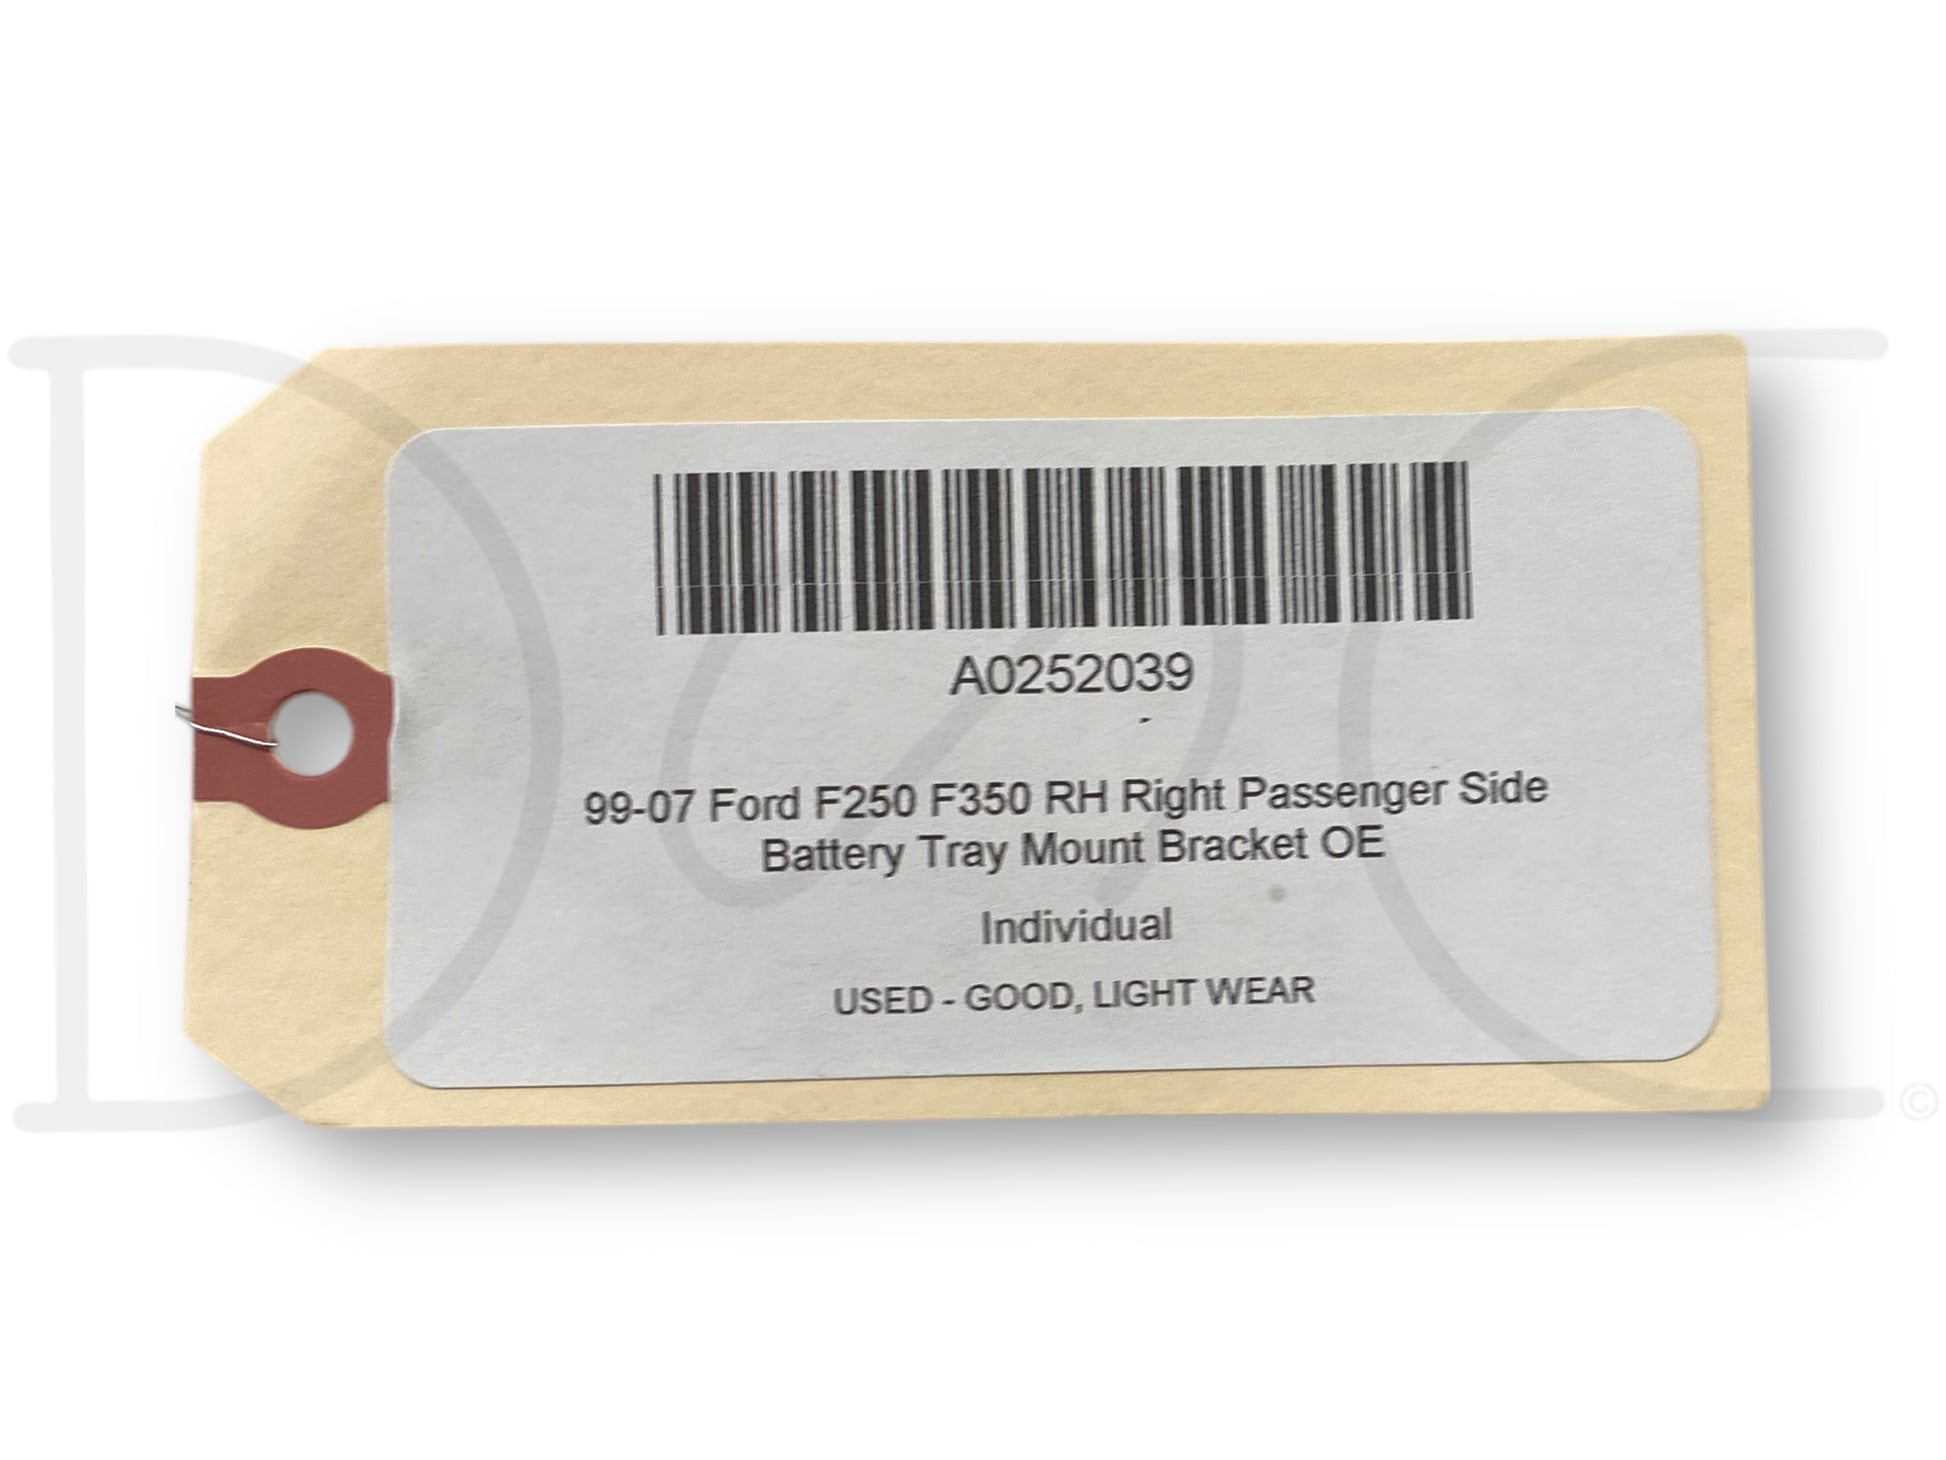 A0252039
99-07 Ford F250 F350 RH Right Passenger Side
Battery Tray Mount Bracket OE
Individual
USED - GOOD, LIGHT WEAR
©